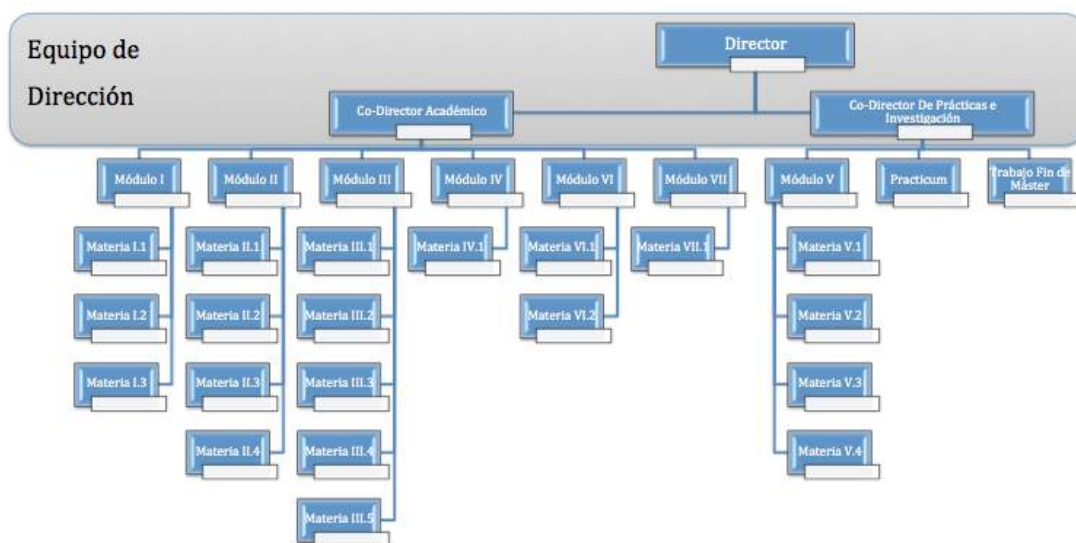 Equipo de
Dirección
Director
Co-Director Académico
Co-Director De Prácticas e
Investigación
Módulo I
Módulo II
Módulo III
Módulo IV
Módulo VI
Módulo VII
Módulo V
Practicum
Trabajo Fin de
Máster
Materia I.1
Materia II.1
Materia III.1
Materia IV.1
Materia VI.1
Materia VII.1
Materia V.1
Materia I.2
Materia II.2
Materia III.2
Materia VI.2
Materia V.2
Materia I.3
Materia II.3
Materia III.3
Materia V.3
Materia II.4
Materia III.4
Materia V.4
Materia III.5